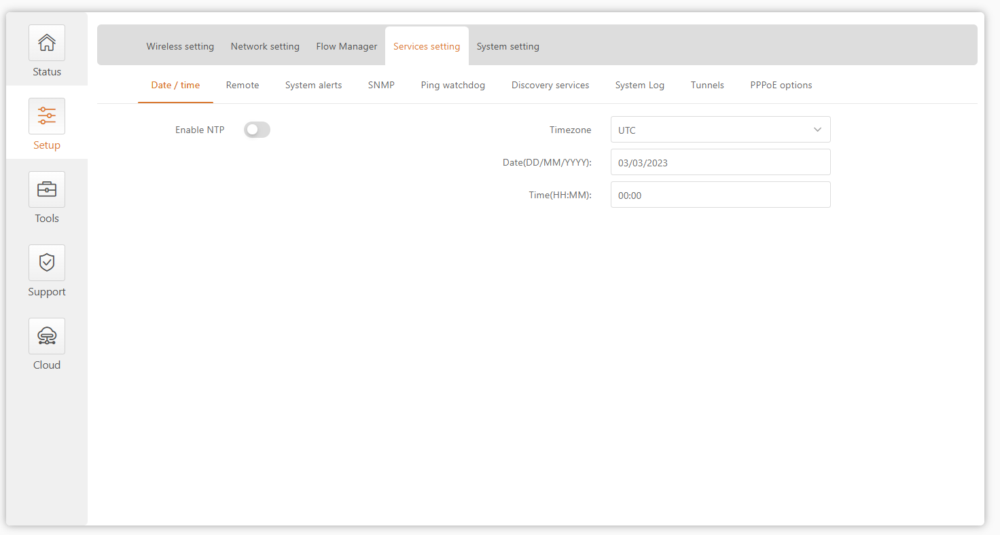 Status
Setup
Tools
Support
Cloud
Wireless setting Network setting Flow Manager Services setting System setting
Date / time Remote System alerts SNMP Ping watchdog Discovery services System Log Tunnels PPPoE options
Enable NTP
Timezone UTC
Date(DD/MM/YYYY): 03/03/2023
Time(HH:MM): 00:00